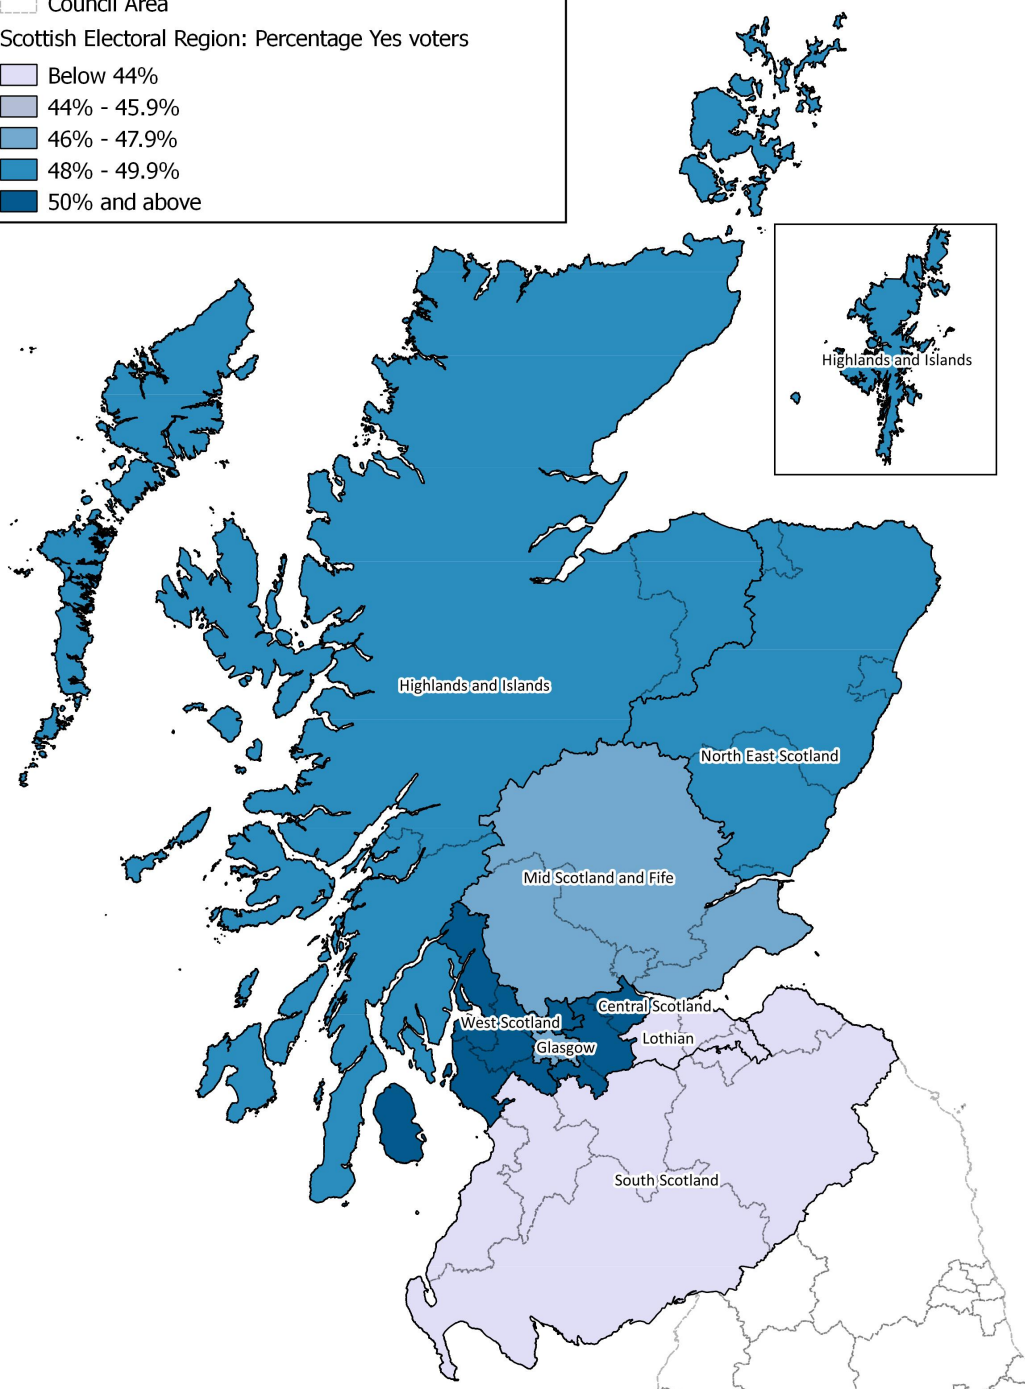 Council Area
Scottish Electoral Region: Percentage Yes voters
Below 44%
44% - 45.9%
46% - 47.9%
48% - 49.9%
50% and above
Highlands and Islands
Highlands and Islands
North East Scotland
Mid Scotland and Fife
Central Scotland
West Scotland
Lothian
Glasgow
South Scotland